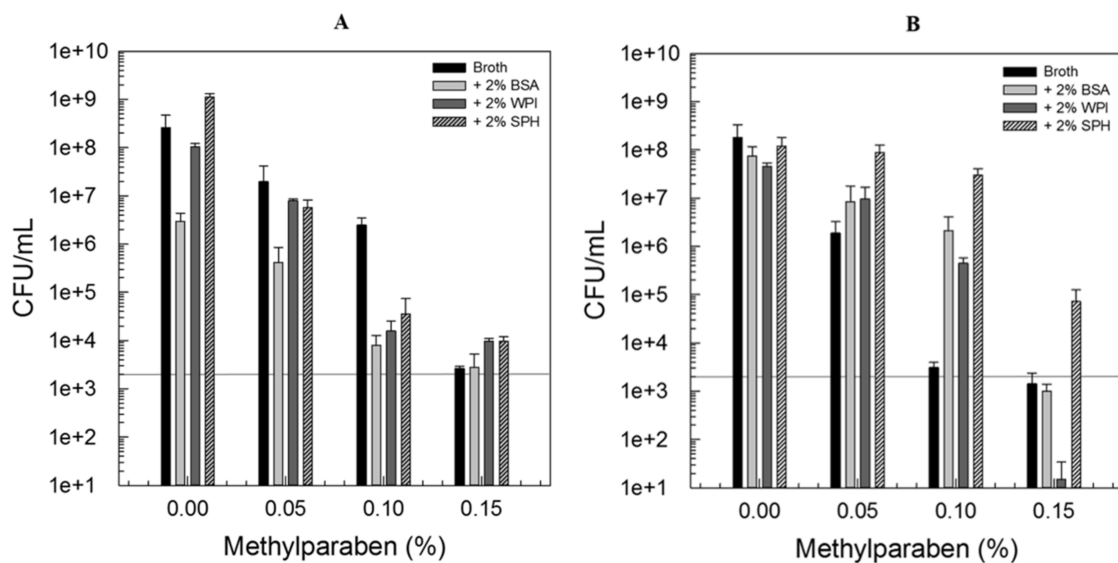 A
1e+10
1e+9
1e+8
1e+7
1e+6
1e+5
1e+4
1e+3
1e+2
1e+1
CFU/mL
Broth
+ 2% BSA
+ 2% WPI
+ 2% SPH
0.00 0.05 0.10 0.15
Methylparaben (%)
B
1e+10
1e+9
1e+8
1e+7
1e+6
1e+5
1e+4
1e+3
1e+2
1e+1
CFU/mL
Broth
+ 2% BSA
+ 2% WPI
+ 2% SPH
0.00 0.05 0.10 0.15
Methylparaben (%)